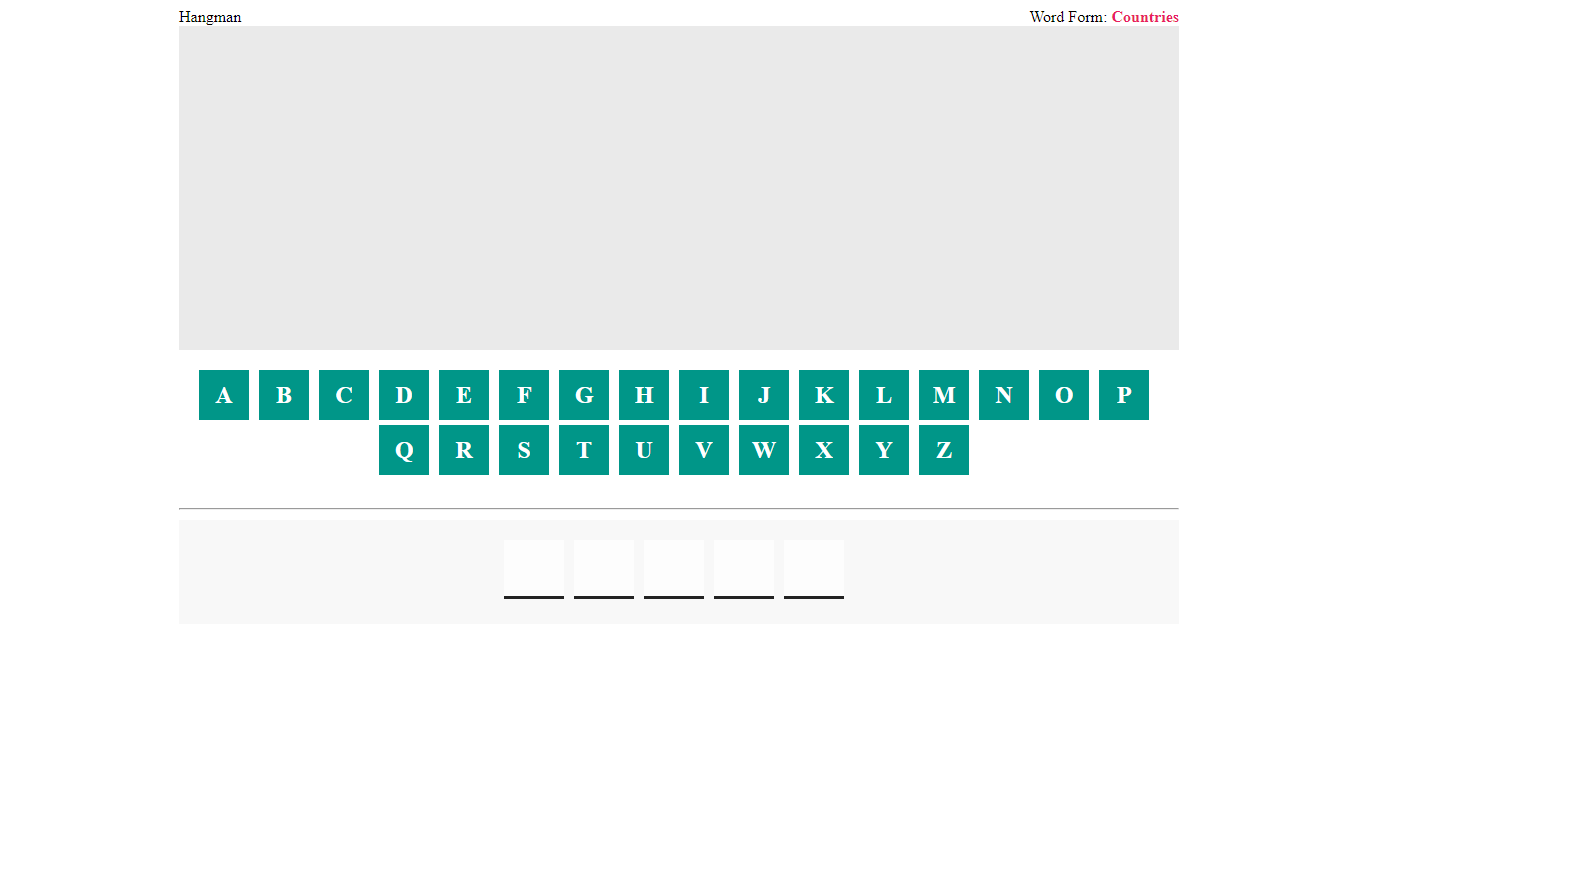 Hangman Word Form: Countries
A B C D E F G H I J K L M N O P
Q R S T U V W X Y Z